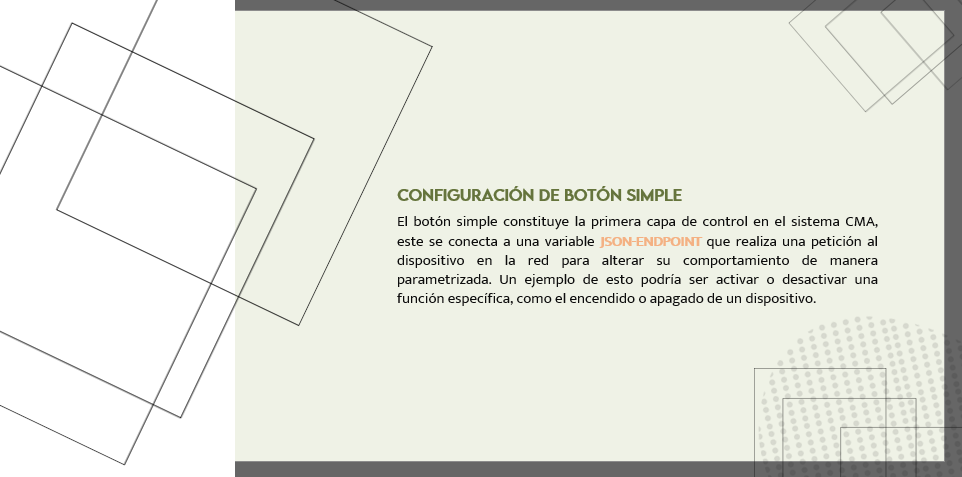 CONFIGURACIÓN DE BOTÓN SIMPLE
El botón simple constituye la primera capa de control en el sistema CMA,
este se conecta a una variable JSON-ENDPOINT que realiza una petición al
dispositivo en la red para alterar su comportamiento de manera
parametrizada. Un ejemplo de esto podría ser activar o desactivar una
función específica, como el encendido o apagado de un dispositivo.